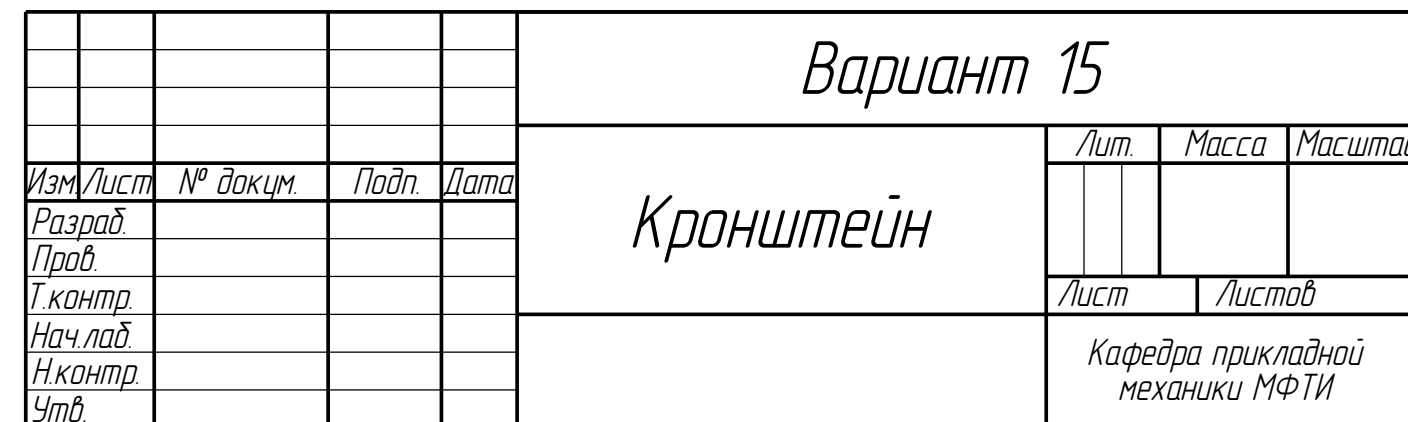 Вариант 15
Лит. Масса Масштаб
Изм. Лист № докум. Подп. Дата
Кронштейн
Разраб.
Пров.
Т.контр.
Лист Листов
Нач.лаб.
Н.контр.
Утв.
Кафедра прикладной
механики МФТИ